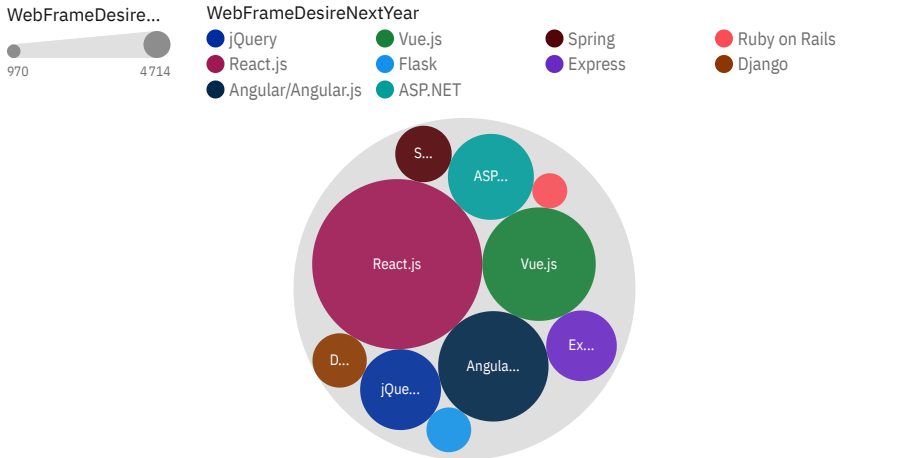 WebFrameDesire...
970 4714
WebFrameDesireNextYear
jQuery Vue.js Spring Ruby on Rails
React.js Flask Express Django
Angular/Angular.js ASP.NET
S...
ASP...
React.js
Vue.js
Ex...
D...
Angula...
jQue...